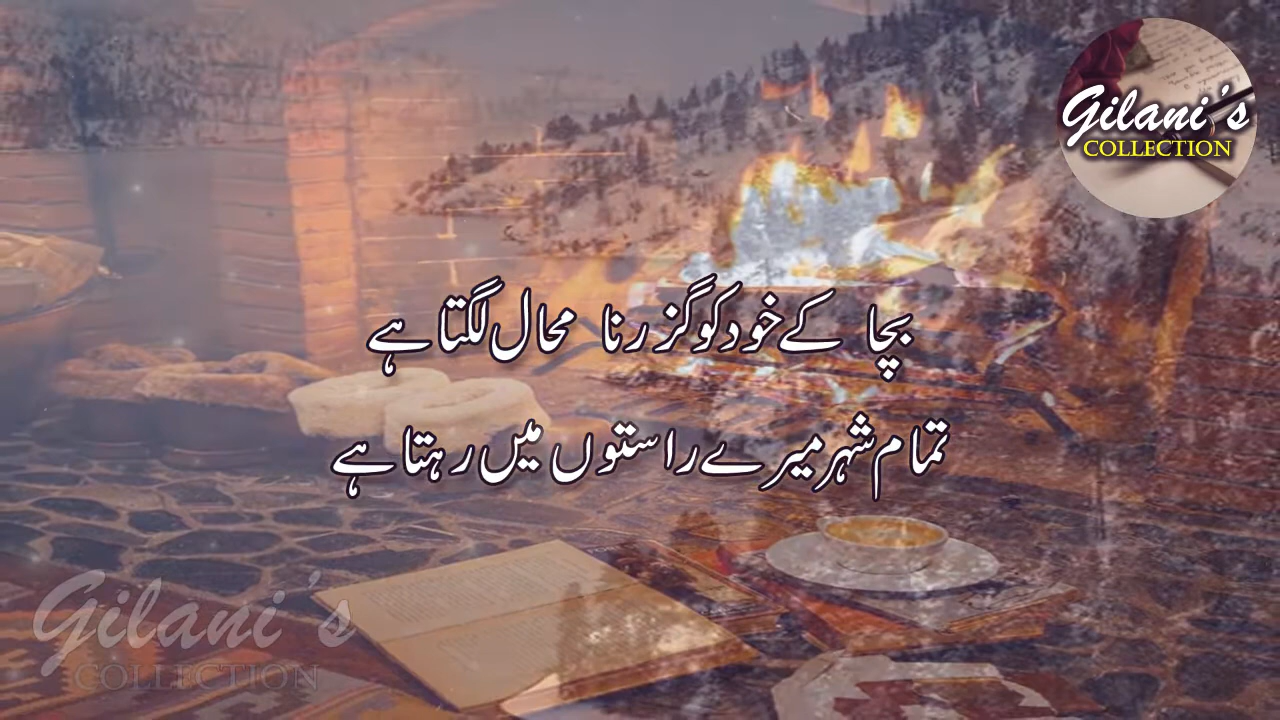 Gilani's
COLLECTION
بچا کے خود کو گزرنا محال لگتا ہے
تمام شہر میرے راستوں میں رہتا ہے
Gilani's
COLLECTION